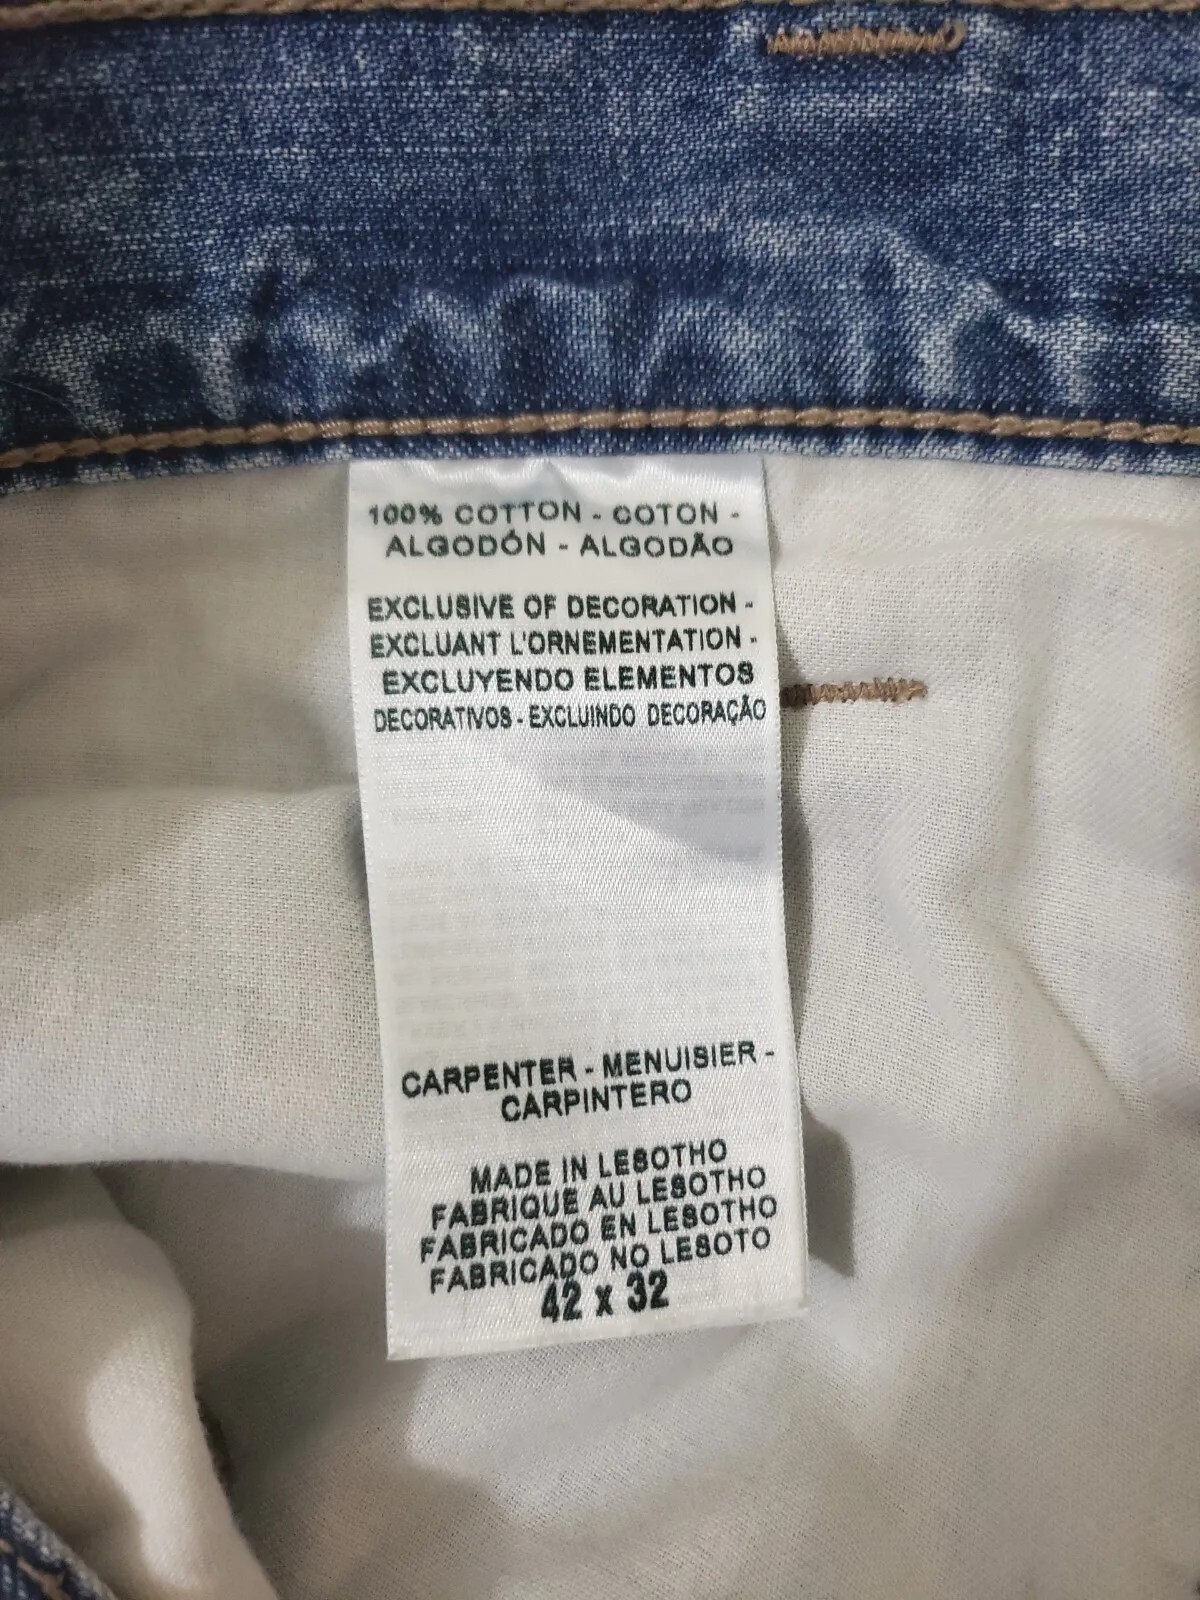 100% COTTON - COTON -
ALGODÓN - ALGODÃO
EXCLUSIVE OF DECORATION -
EXCLUANT L'ORNEMENTATION -
EXCLUYENDO ELEMENTOS
DECORATIVOS - EXCLUINDO DECORAÇÃO
CARPENTER - MENUISIER -
CARPINTERO
MADE IN LESOTHO
FABRIQUE AU LESOTHO
FABRICADO EN LESOTHO
FABRICADO NO LESOTO
42 x 32